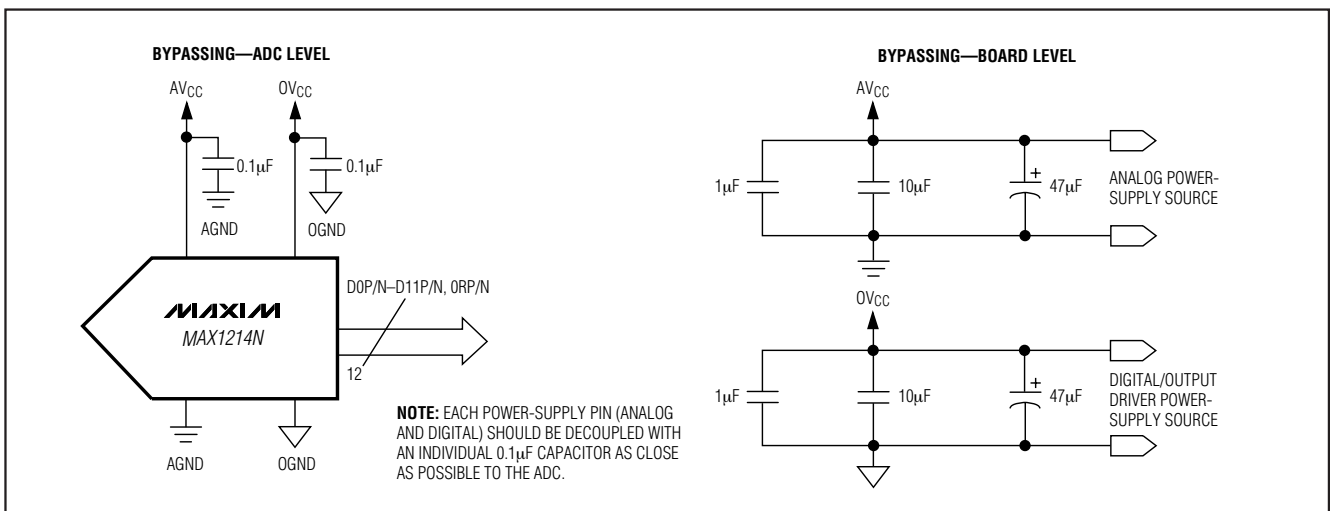 BYPASSING—ADC LEVEL
AVCC
OVCC
0.1μF
0.1μF
AGND
OGND
D0P/N–D11P/N, 0RP/N
MAXIM
MAX1214N
12
AGND
OGND
NOTE: EACH POWER-SUPPLY PIN (ANALOG
AND DIGITAL) SHOULD BE DECOUPLED WITH
AN INDIVIDUAL 0.1μF CAPACITOR AS CLOSE
AS POSSIBLE TO THE ADC.
BYPASSING—BOARD LEVEL
AVCC
1μF
10μF
+
47μF
ANALOG POWER-
SUPPLY SOURCE
OVCC
1μF
10μF
+
47μF
DIGITAL/OUTPUT
DRIVER POWER-
SUPPLY SOURCE